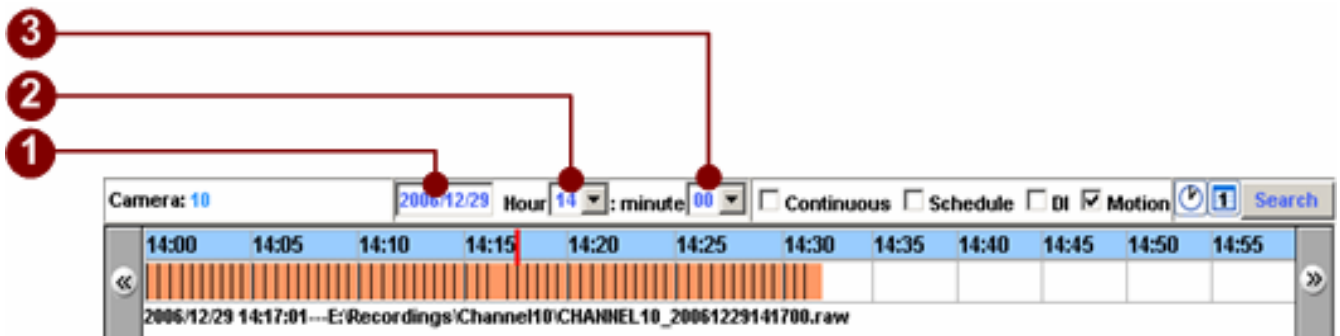 3
2
1
Camera: 10 2006/12/29 Hour 14 : minute 00 Continuous Schedule DI Motion 1 Search
14:00 14:05 14:10 14:15 14:20 14:25 14:30 14:35 14:40 14:45 14:50 14:55
« »
2006/12/29 14:17:01---E:\Recordings\Channel10\CHANNEL10_20061229141700.raw